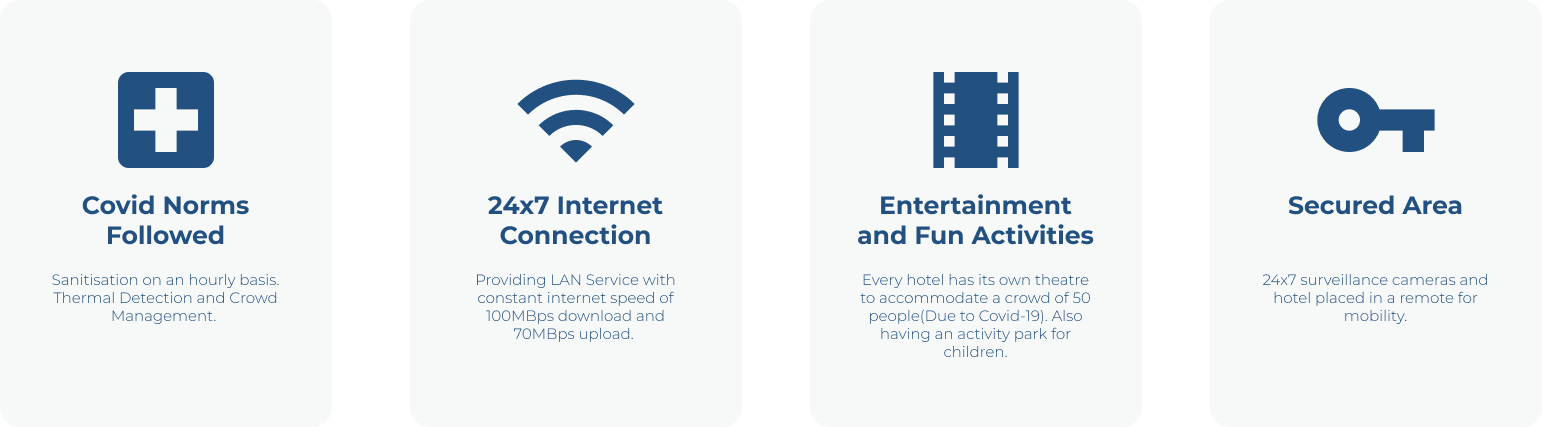 Covid Norms
Followed
Sanitisation on an hourly basis.
Thermal Detection and Crowd
Management.
24x7 Internet
Connection
Providing LAN Service with
constant internet speed of
100MBps download and
70MBps upload.
Entertainment
and Fun Activities
Every hotel has its own theatre
to accommodate a crowd of 50
people(Due to Covid-19). Also
having an activity park for
children.
Secured Area
24x7 surveillance cameras and
hotel placed in a remote for
mobility.